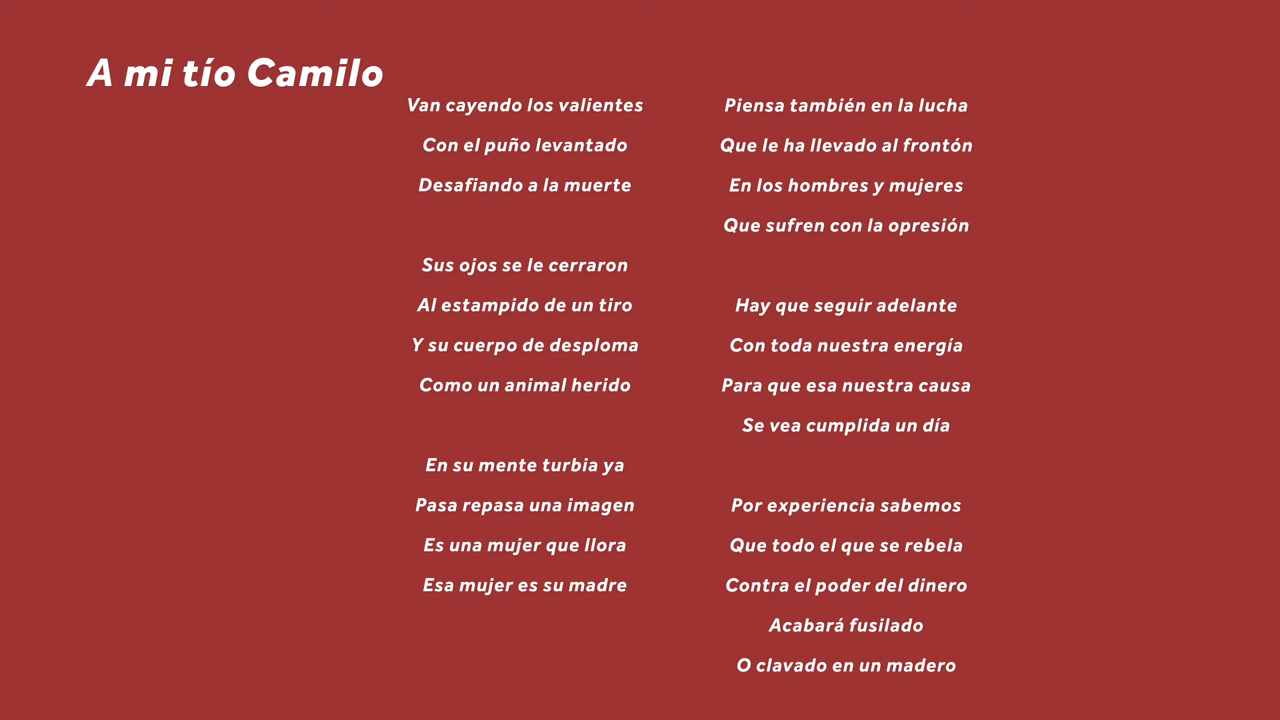 A mi tío Camilo
Van cayendo los valientes
Con el puño levantado
Desafiando a la muerte
Sus ojos se le cerraron
Al estampido de un tiro
Y su cuerpo de desploma
Como un animal herido
En su mente turbia ya
Pasa repasa una imagen
Es una mujer que llora
Esa mujer es su madre
Piensa también en la lucha
Que le ha llevado al frontón
En los hombres y mujeres
Que sufren con la opresión
Hay que seguir adelante
Con toda nuestra energía
Para que esa nuestra causa
Se vea cumplida un día
Por experiencia sabemos
Que todo el que se rebela
Contra el poder del dinero
Acabará fusilado
O clavado en un madero